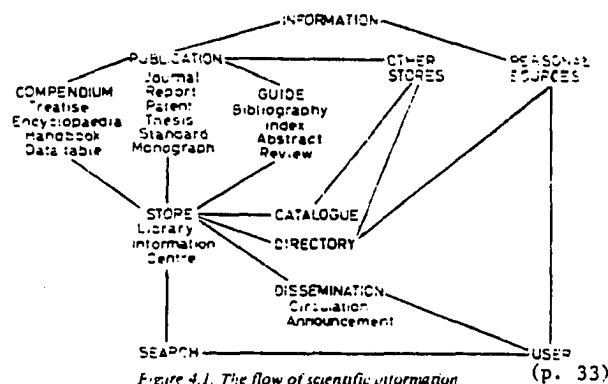 INFORMATION
PUBLICATION
Journal
Report
Patent
Thesis
Standard
Monograph
OTHER
STORES
PERSONAL
SOURCES
COMPENDIUM
Treatise
Encyclopaedia
Handbook
Data table
GUIDE
Bibliography
Index
Abstract
Review
STORE
Library
Information
Centre
CATALOGUE
DIRECTORY
DISSEMINATION
Circulation
Announcement
SEARCH
USER
(p. 33)
Figure 4.1. The flow of scientific information